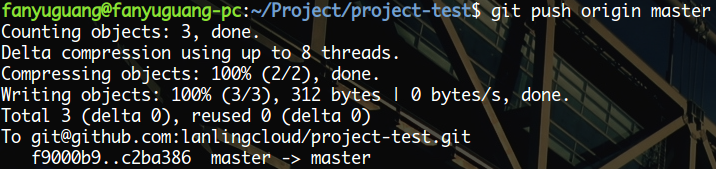 fanyuguang@fanyuguang-pc:~/Project/project-test$ git push origin master
Counting objects: 3, done.
Delta compression using up to 8 threads.
Compressing objects: 100% (2/2), done.
Writing objects: 100% (3/3), 312 bytes | 0 bytes/s, done.
Total 3 (delta 0), reused 0 (delta 0)
To git@github.com:lanlingcloud/project-test.git
   f9000b9..c2ba386  master -> master